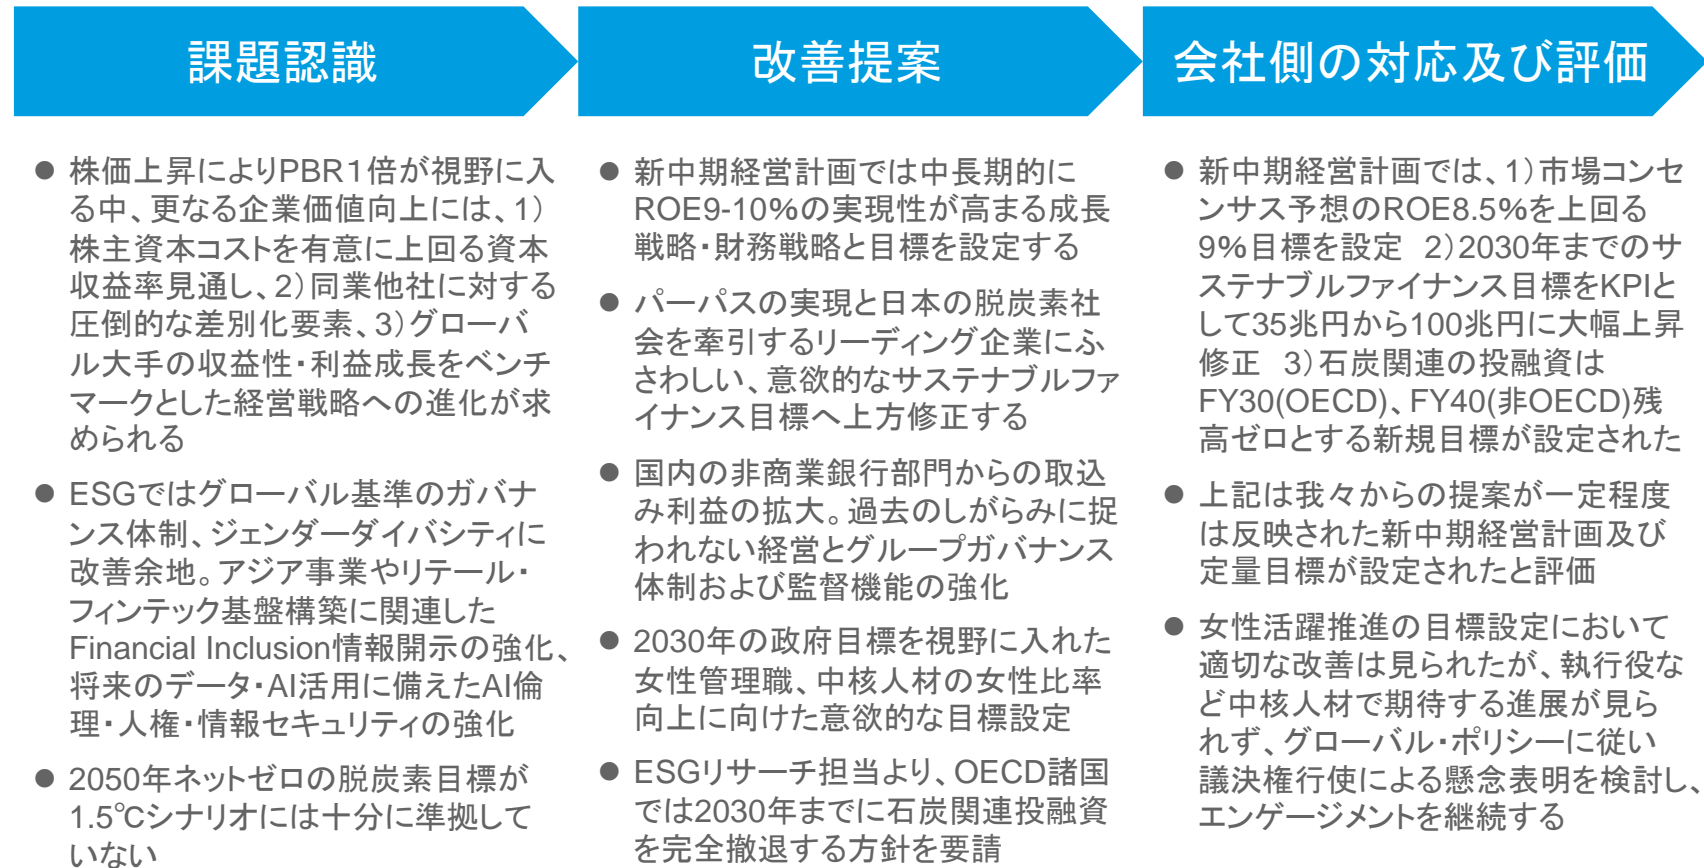 課題認識
● 株価上昇によりPBR１倍が視野に入
る中、更なる企業価値向上には、1）
株主資本コストを有意に上回る資本
収益率見通し、2）同業他社に対する
圧倒的な差別化要素、3）グローバ
ル大手の収益性・利益成長をベンチ
マークとした経営戦略への進化が求
められる
● ESGではグローバル基準のガバナ
ンス体制、ジェンダーダイバシティに
改善余地。アジア事業やリテール・
フィンテック基盤構築に関連した
Financial Inclusion情報開示の強化、
将来のデータ・AI活用に備えたAI倫
理・人権・情報セキュリティの強化
● 2050年ネットゼロの脱炭素目標が
1.5℃シナリオには十分に準拠して
いない
改善提案
● 新中期経営計画では中長期的に
ROE9-10%の実現性が高まる成長
戦略・財務戦略と目標を設定する
● パーパスの実現と日本の脱炭素社
会を牽引するリーディング企業にふ
さわしい、意欲的なサステナブルファ
イナンス目標へ上方修正する
● 国内の非商業銀行部門からの取込
み利益の拡大。過去のしがらみに捉
われない経営とグループガバナンス
体制および監督機能の強化
● 2030年の政府目標を視野に入れた
女性管理職、中核人材の女性比率
向上に向けた意欲的な目標設定
● ESGリサーチ担当より、OECD諸国
では2030年までに石炭関連投融資
を完全撤退する方針を要請
会社側の対応及び評価
● 新中期経営計画では、1）市場コンセ
ンサス予想のROE8.5%を上回る
9%目標を設定　2）2030年までのサ
ステナブルファイナンス目標をKPIと
して35兆円から100兆円に大幅上昇
修正　3）石炭関連の投融資は
FY30(OECD)、FY40(非OECD)残
高ゼロとする新規目標が設定された
● 上記は我々からの提案が一定程度
は反映された新中期経営計画及び
定量目標が設定されたと評価
● 女性活躍推進の目標設定において
適切な改善は見られたが、執行役な
ど中核人材で期待する進展が見ら
れず、グローバル・ポリシーに従い
議決権行使による懸念表明を検討し、
エンゲージメントを継続する